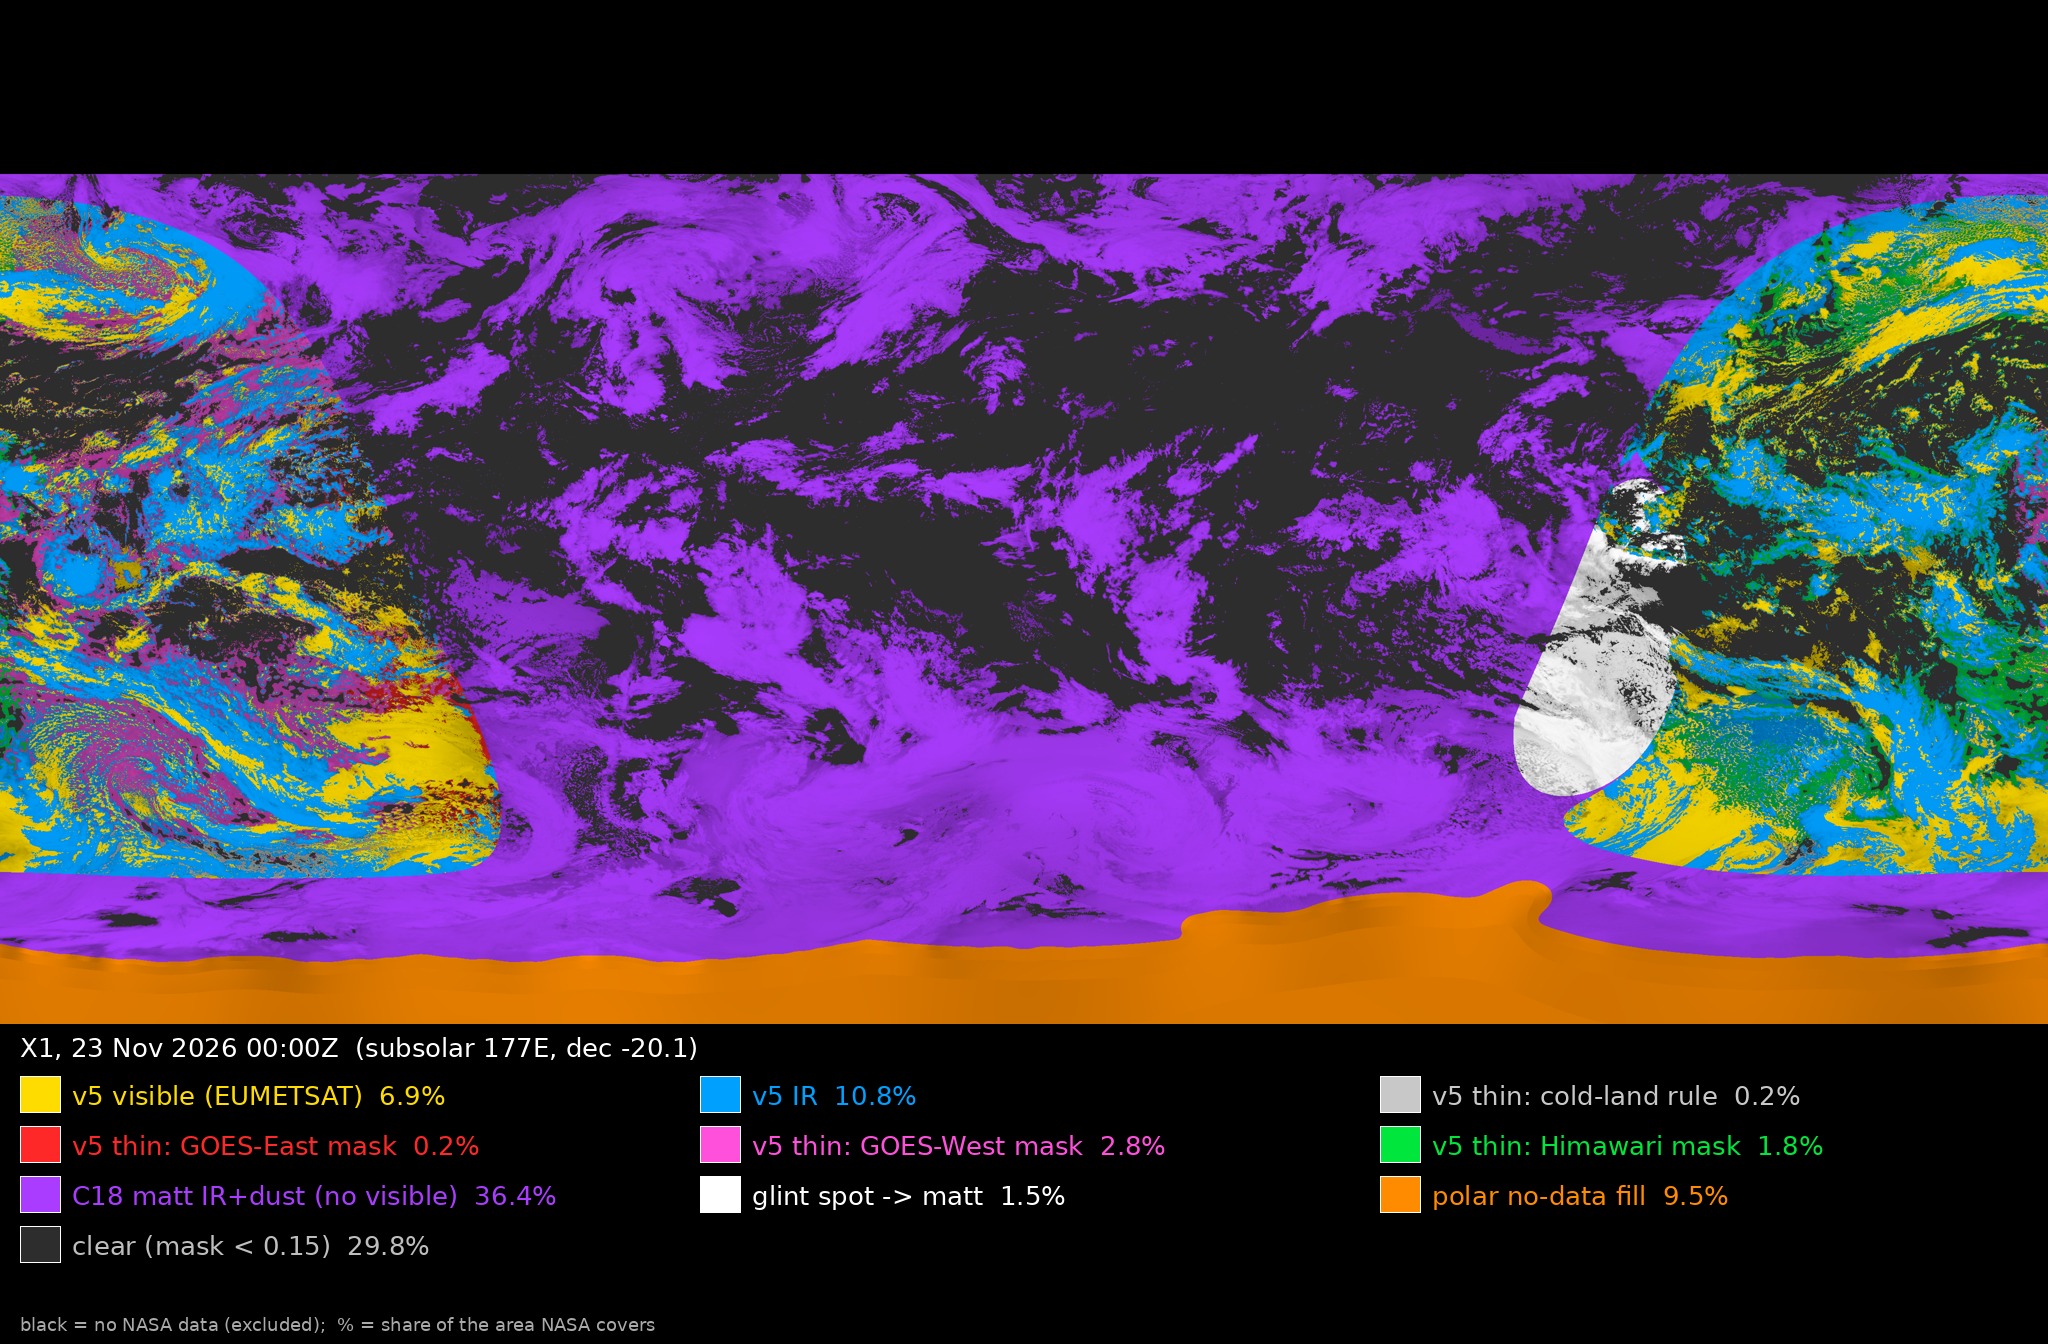 X1, 23 Nov 2026 00:00Z  (subsolar 177E, dec -20.1)
v5 visible (EUMETSAT)  6.9%
v5 IR  10.8%
v5 thin: cold-land rule  0.2%
v5 thin: GOES-East mask  0.2%
v5 thin: GOES-West mask  2.8%
v5 thin: Himawari mask  1.8%
C18 matt IR+dust (no visible)  36.4%
glint spot -> matt  1.5%
polar no-data fill  9.5%
clear (mask < 0.15)  29.8%
black = no NASA data (excluded);  % = share of the area NASA covers